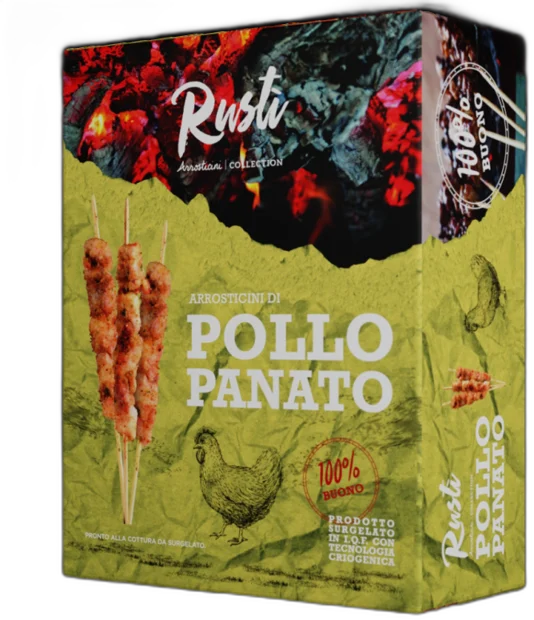 Rusti
Arrostiani | COLLECTION
ARROSTICINI DI
POLLO
PANATO
100%
BUONO
PRODOTTO
SURGELATO
IN I.Q.F. CON
TECNOLOGIA
CRIOGENICA
PRONTO ALLA COTTURA DA SURGELATO.
100%
BUONO
Rusti
POLLO
PANATO